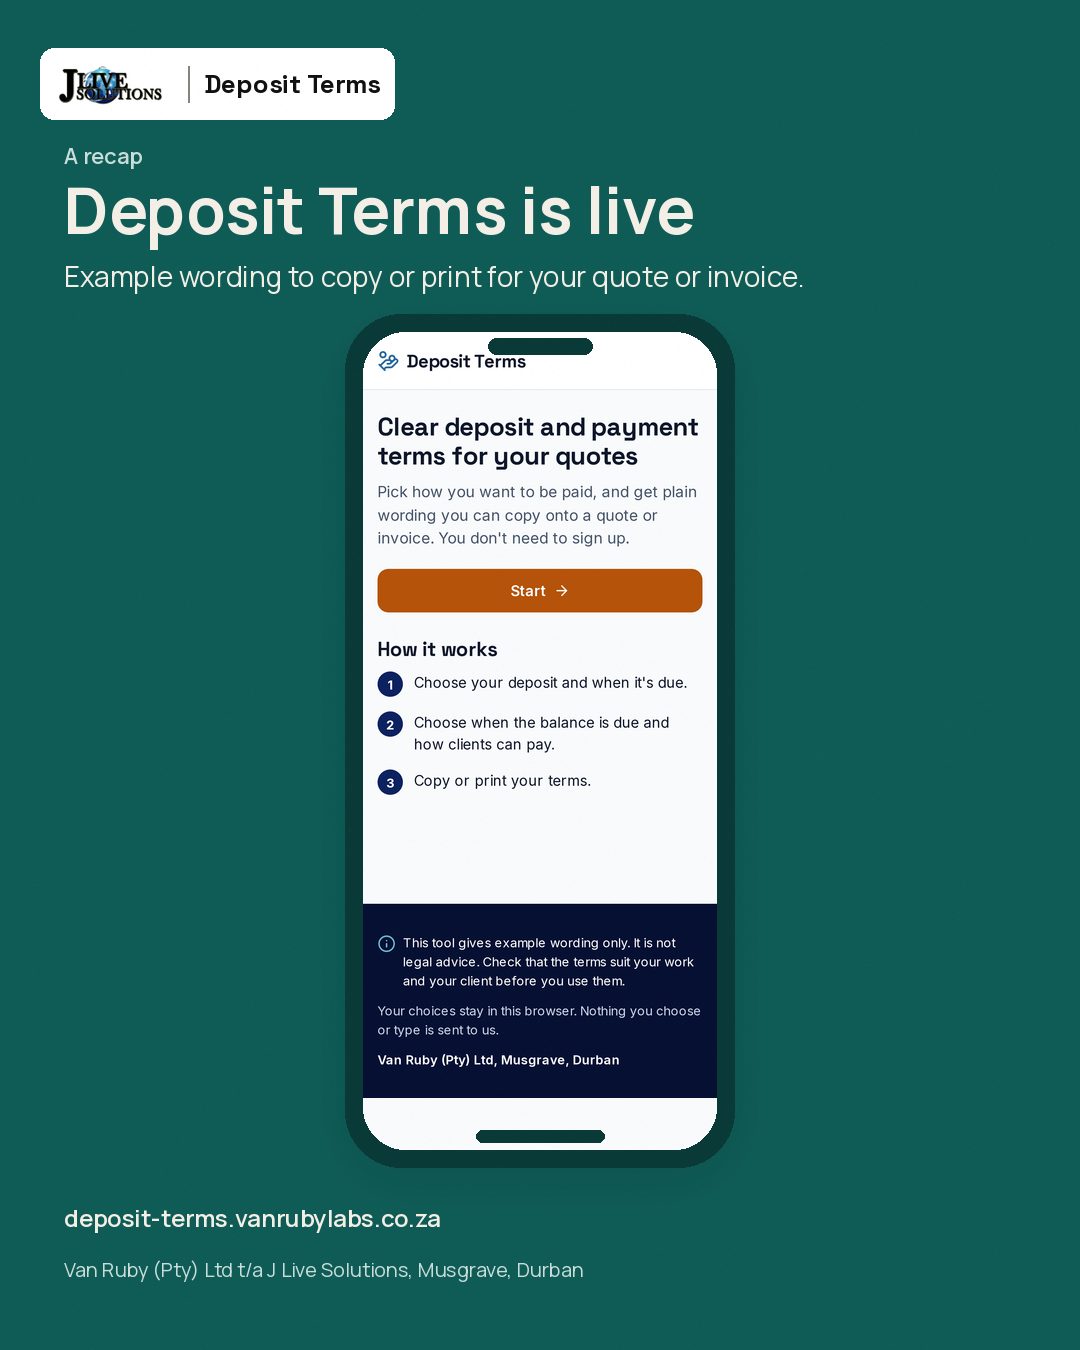 J LIVE SOLUTIONS
Deposit Terms
A recap
Deposit Terms is live
Example wording to copy or print for your quote or invoice.
Deposit Terms
Clear deposit and payment
terms for your quotes
Pick how you want to be paid, and get plain
wording you can copy onto a quote or
invoice. You don't need to sign up.
Start →
How it works
1 Choose your deposit and when it's due.
2 Choose when the balance is due and
how clients can pay.
3 Copy or print your terms.
This tool gives example wording only. It is not
legal advice. Check that the terms suit your work
and your client before you use them.
Your choices stay in this browser. Nothing you choose
or type is sent to us.
Van Ruby (Pty) Ltd, Musgrave, Durban
deposit-terms.vanrubylabs.co.za
Van Ruby (Pty) Ltd t/a J Live Solutions, Musgrave, Durban